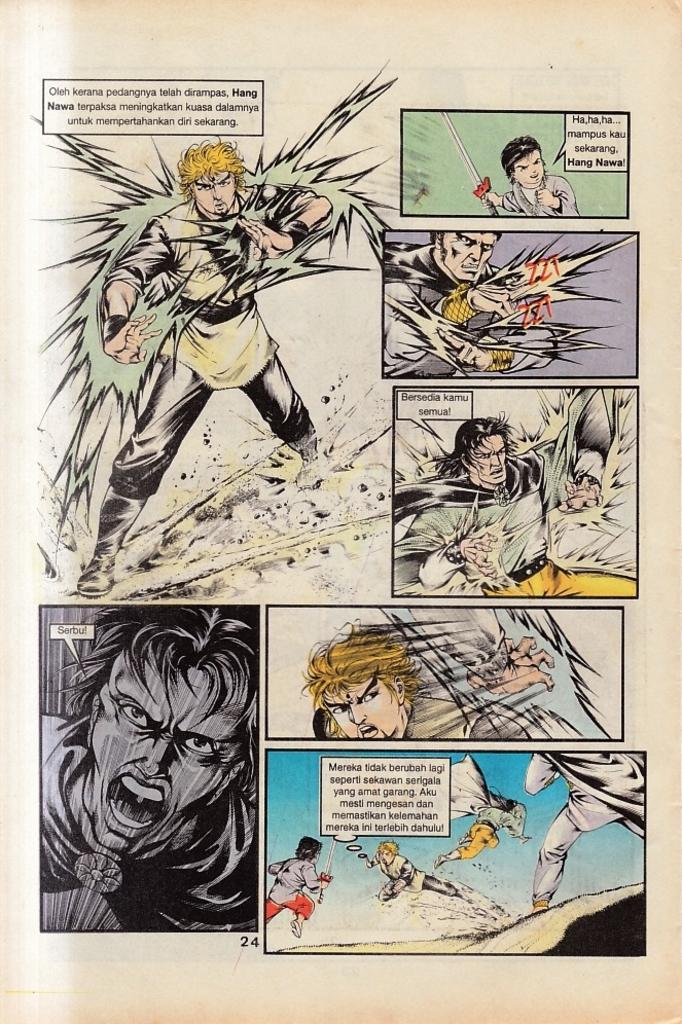 Oleh kerana pedangnya telah dirampas, Hang
Nawa terpaksa meningkatkan kuasa dalamnya
untuk mempertahankan diri sekarang.
Ha,ha,ha...
mampus kau
sekarang,
Hang Nawa!
ZZT
ZZT
Bersedia kamu
semua!
Serbu!
Mereka tidak berubah lagi
seperti sekawan serigala
yang amat garang. Aku
mesti mengesan dan
memastikan kelemahan
mereka ini terlebih dahulu!
24